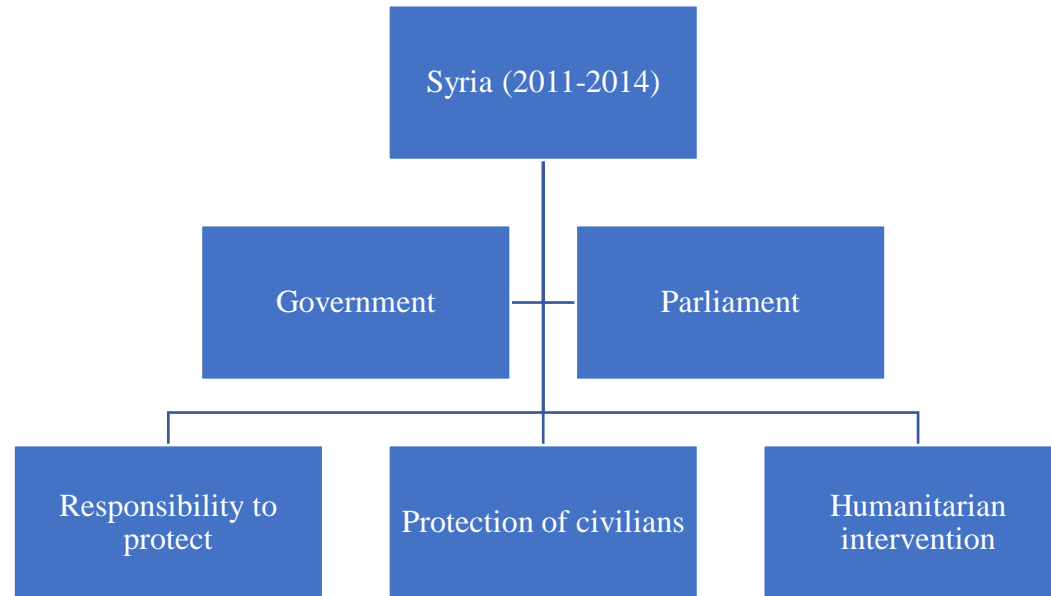 Syria (2011-2014)
Government
Parliament
Responsibility to
protect
Protection of civilians
Humanitarian
intervention